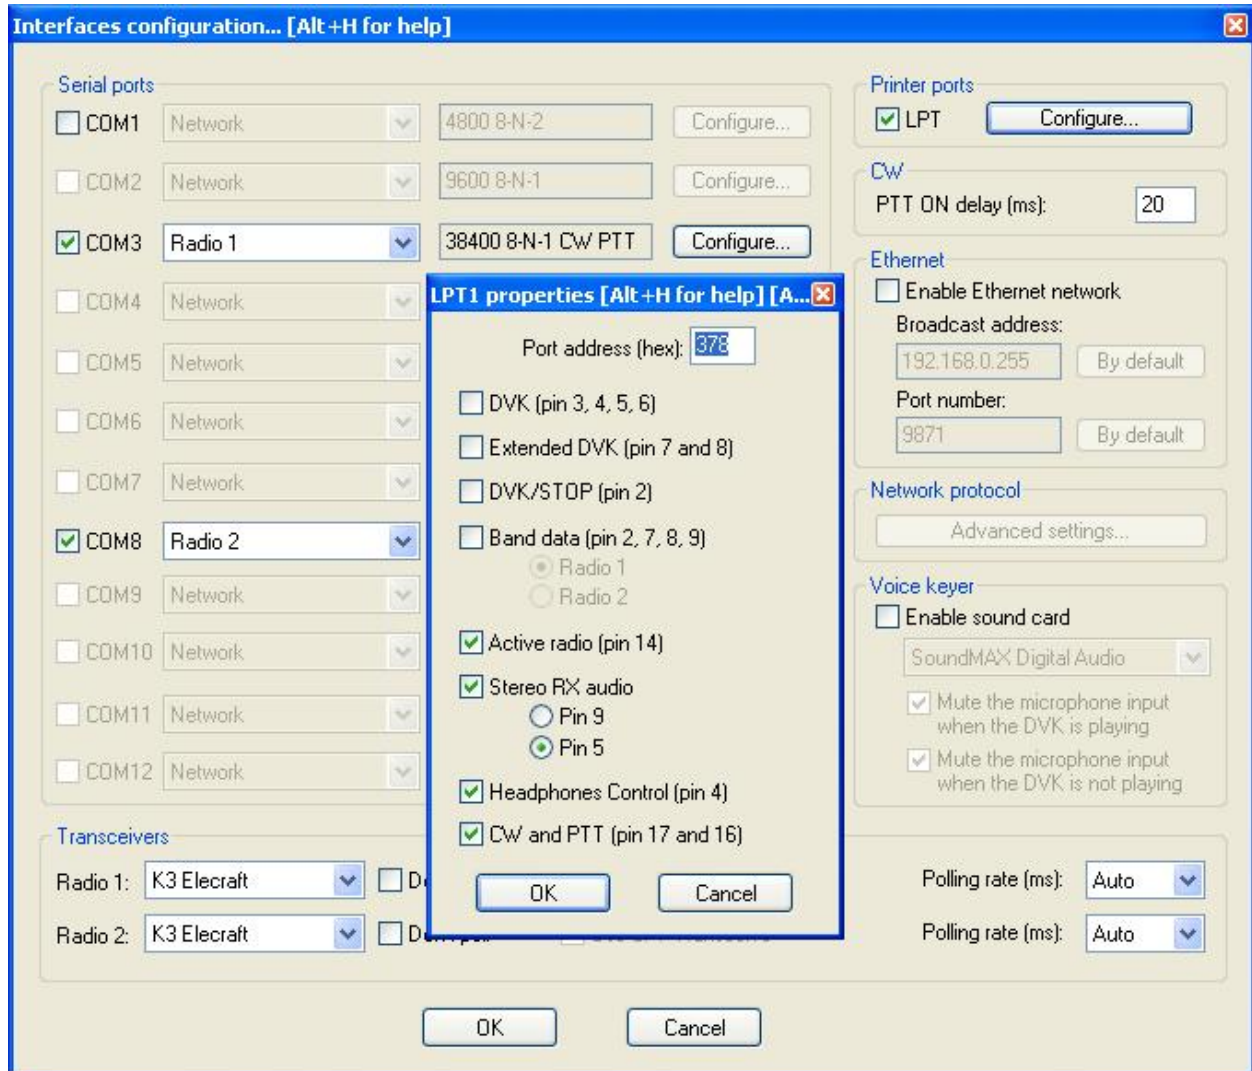 Interfaces configuration... [Alt+H for help]
Serial ports
COM1 Network 4800 8-N-2 Configure...
COM2 Network 9600 8-N-1 Configure...
COM3 Radio 1 38400 8-N-1 CW PTT Configure...
COM4 Network
COM5 Network
COM6 Network
COM7 Network
COM8 Radio 2
COM9 Network
COM10 Network
COM11 Network
COM12 Network
Printer ports
LPT Configure...
CW
PTT ON delay (ms): 20
Ethernet
Enable Ethernet network
Broadcast address:
192.168.0.255 By default
Port number:
9871 By default
Network protocol
Advanced settings...
Voice keyer
Enable sound card
SoundMAX Digital Audio
Mute the microphone input
when the DVK is playing
Mute the microphone input
when the DVK is not playing
LPT1 properties [Alt+H for help] [A...
Port address (hex): 378
DVK (pin 3, 4, 5, 6)
Extended DVK (pin 7 and 8)
DVK/STOP (pin 2)
Band data (pin 2, 7, 8, 9)
Radio 1
Radio 2
Active radio (pin 14)
Stereo RX audio
Pin 9
Pin 5
Headphones Control (pin 4)
CW and PTT (pin 17 and 16)
OK Cancel
Transceivers
Radio 1: K3 Elecraft Polling rate (ms): Auto
Radio 2: K3 Elecraft Polling rate (ms): Auto
OK Cancel